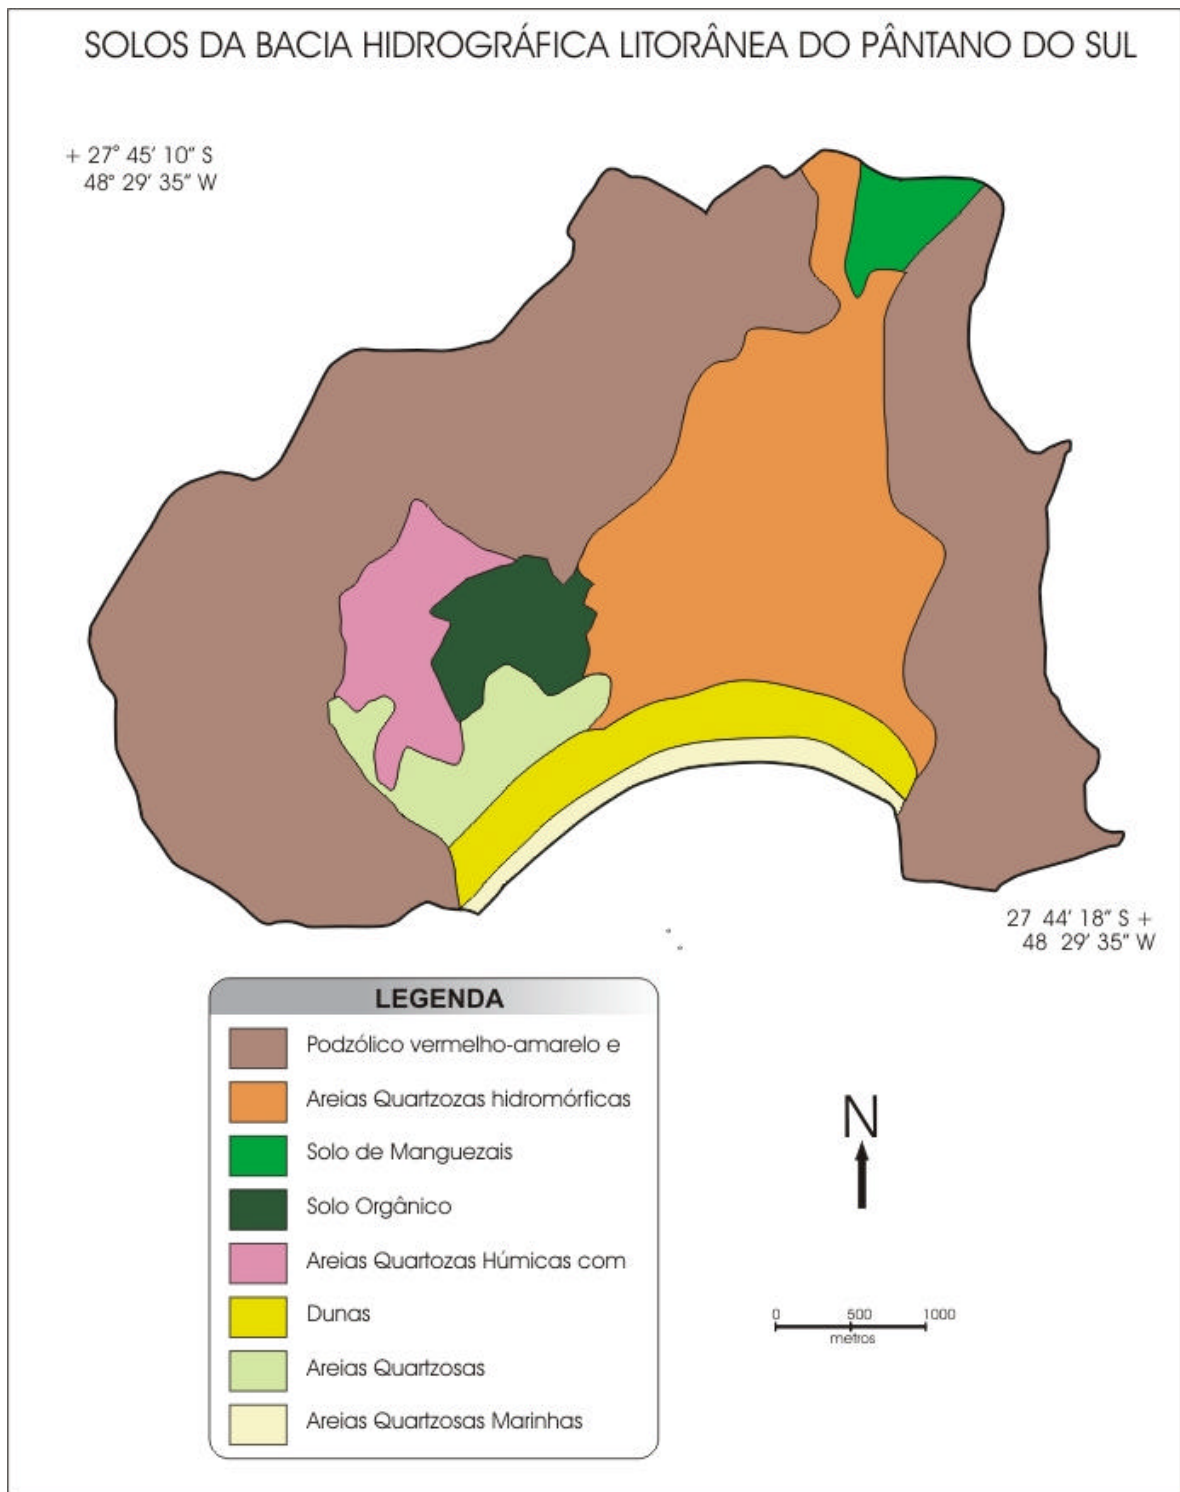 SOLOS DA BACIA HIDROGRÁFICA LITORÂNEA DO PÂNTANO DO SUL
+ 27° 45' 10" S
48° 29' 35" W
27 44' 18" S +
48 29' 35" W
LEGENDA
Podzólico vermelho-amarelo e
Areias Quartzozas hidromórficas
Solo de Manguezais
Solo Orgânico
Areias Quartozas Húmicas com
Dunas
Areias Quartzosas
Areias Quartzosas Marinhas
N
0 500 1000
metros